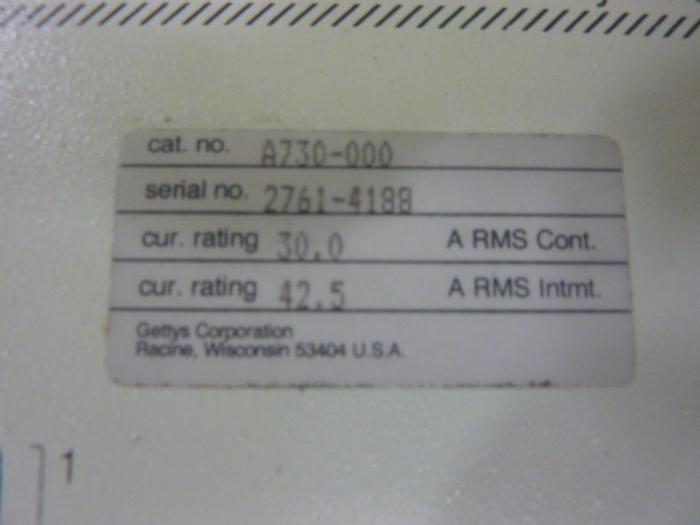 cat. no. A730-000
serial no. 2761-4188
cur. rating 30.0 A RMS Cont.
cur. rating 42.5 A RMS Intmt.
Gettys Corporation
Racine, Wisconsin 53404 U.S.A.
1